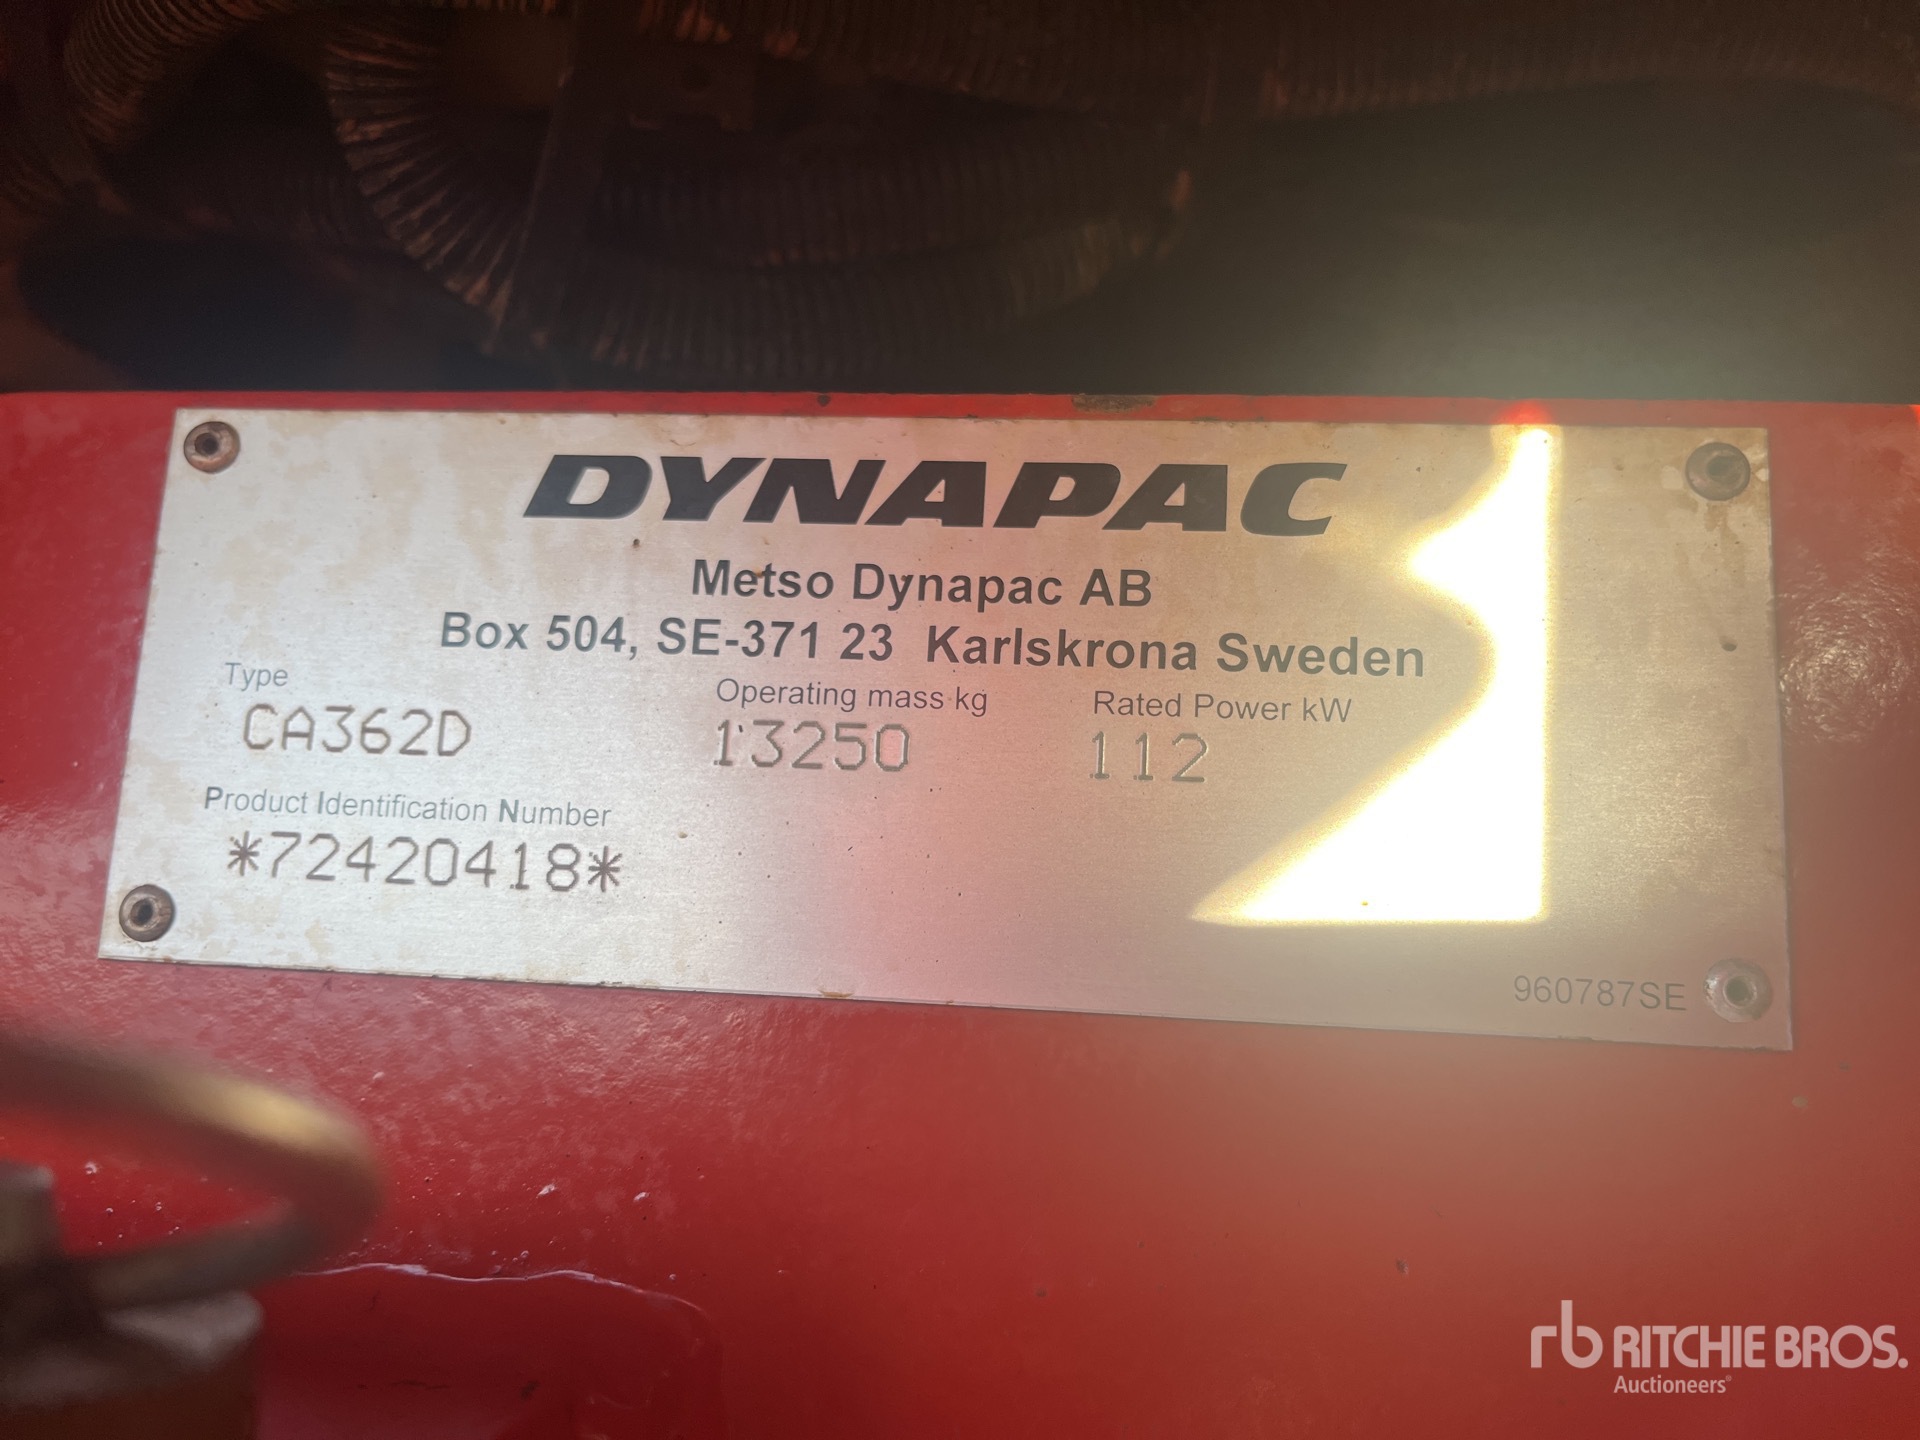 DYNAPAC
Metso Dynapac AB
Box 504, SE-371 23 Karlskrona Sweden
Type Operating mass kg Rated Power kW
CA362D 13250 112
Product Identification Number
*72420418*
960787SE
rb RITCHIE BROS.
Auctioneers®